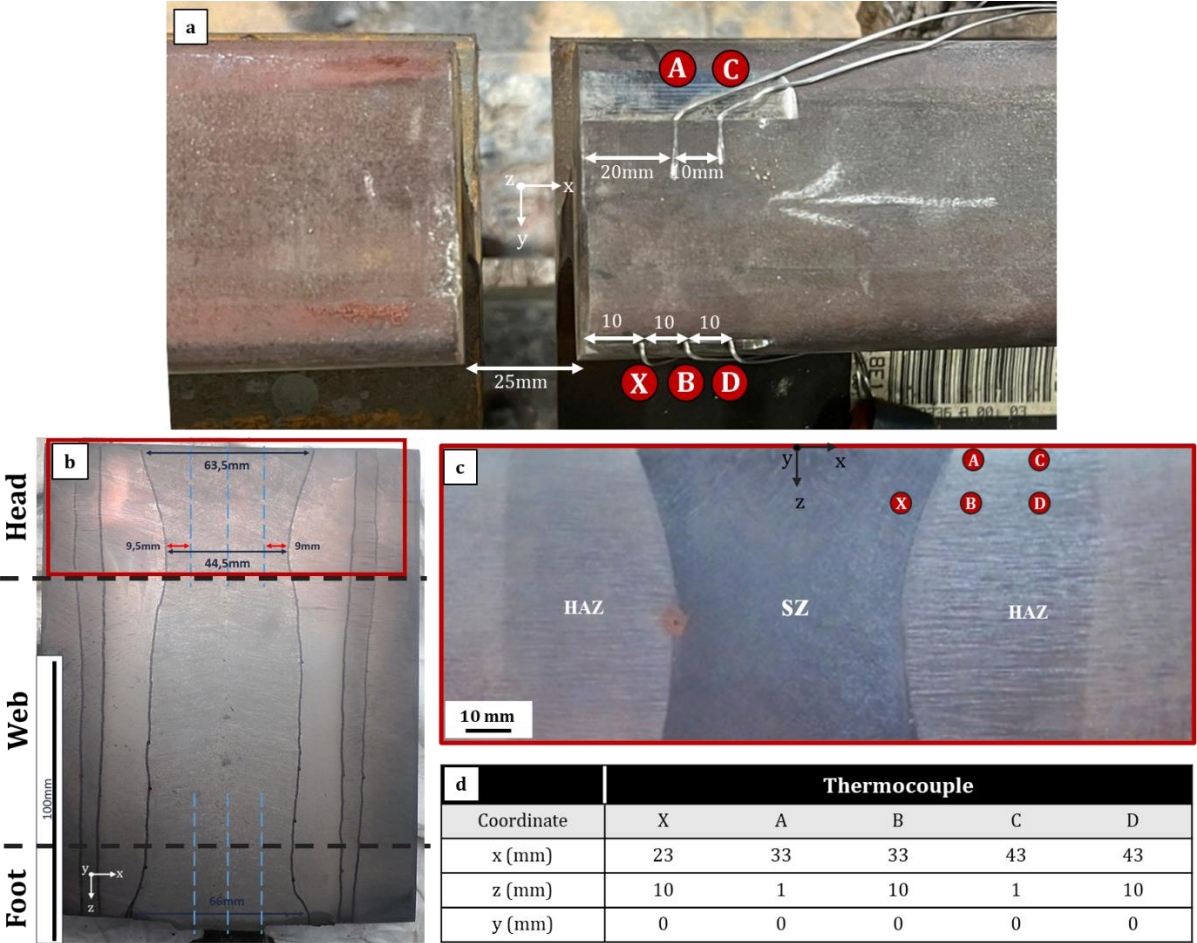 a
A C
20mm 10mm
z x
y
10 10 10
25mm
X B D
b
63,5mm
9,5mm 9mm
44,5mm
Head
Web
Foot
100mm
y x
z
66mm
c
y x
z
A C
X B D
HAZ SZ HAZ
10 mm
d Thermocouple
Coordinate X A B C D
x (mm) 23 33 33 43 43
z (mm) 10 1 10 1 10
y (mm) 0 0 0 0 0